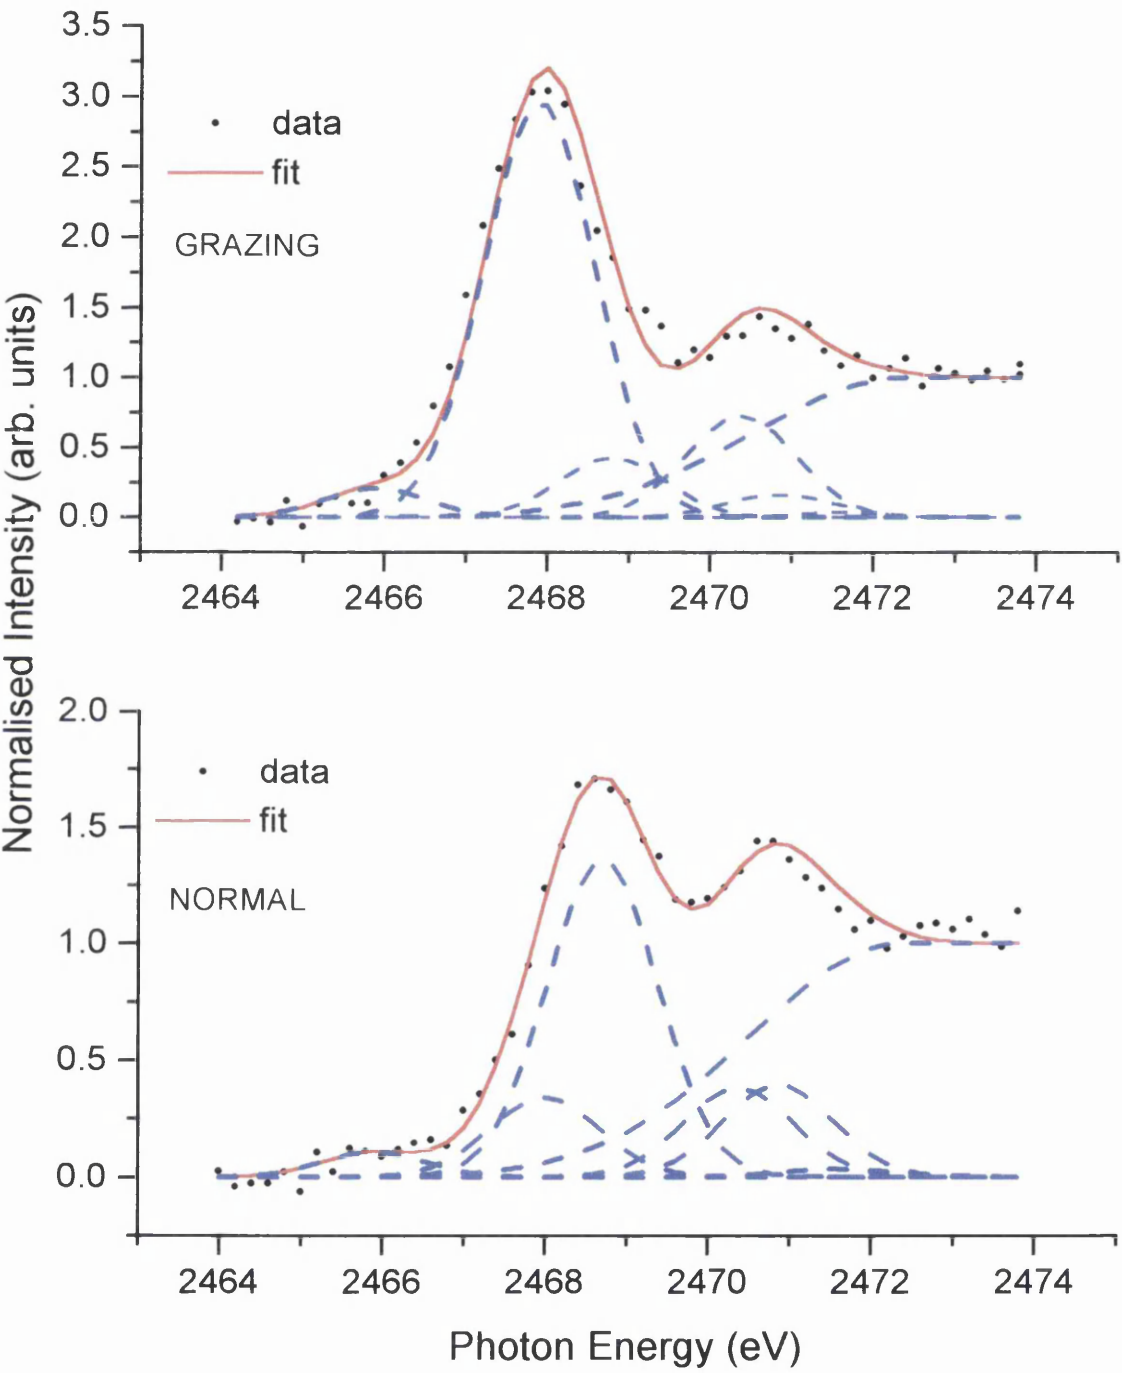 Normalised Intensity (arb. units)
3.5
3.0
2.5
2.0
1.5
1.0
0.5
0.0
data
fit
GRAZING
2464 2466 2468 2470 2472 2474
2.0
1.5
1.0
0.5
0.0
data
fit
NORMAL
2464 2466 2468 2470 2472 2474
Photon Energy (eV)